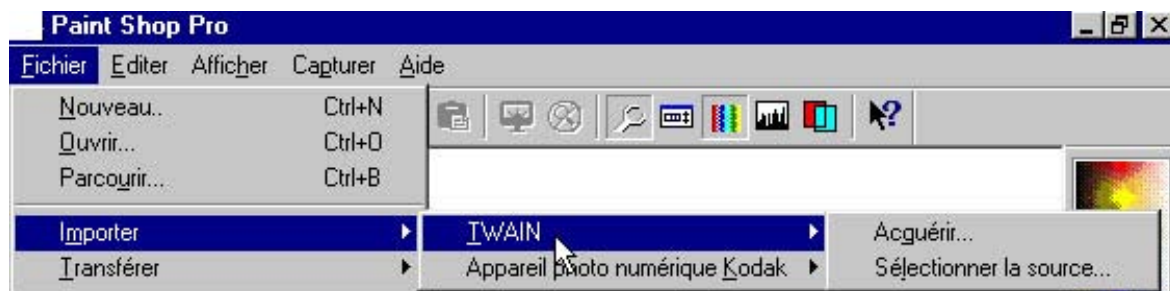 Paint Shop Pro
Fichier Editer Afficher Capturer Aide
Nouveau.. Ctrl+N
Ouvrir... Ctrl+O
Parcourir... Ctrl+B
Importer TWAIN Acquérir...
Transférer Appareil photo numérique Kodak Sélectionner la source...